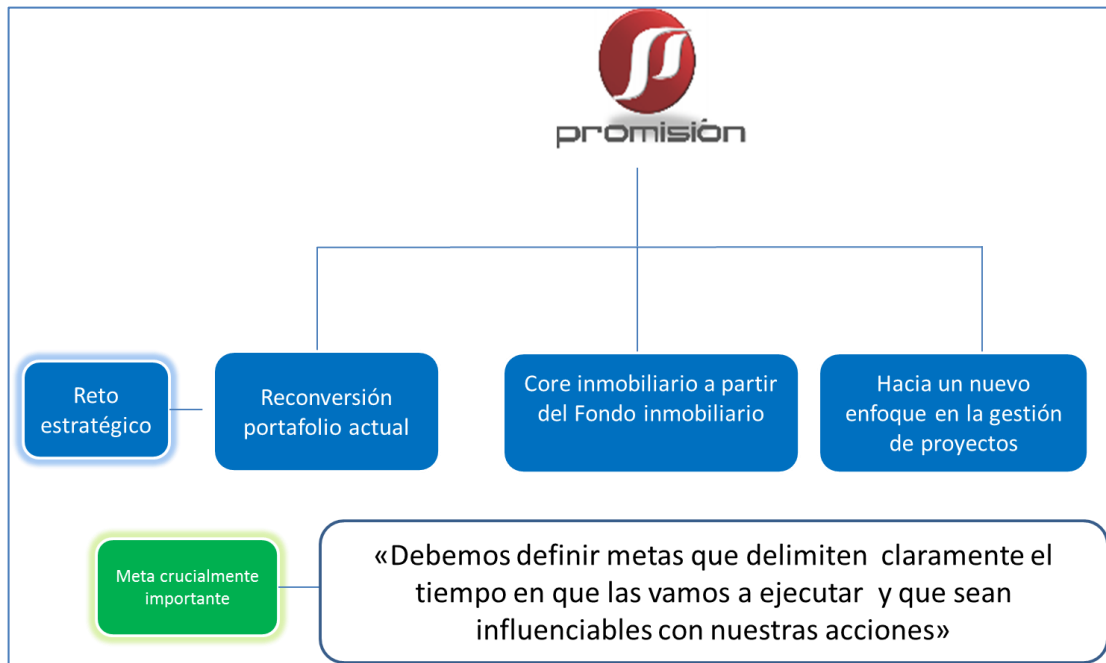 promisión
Reto
estratégico
Reconversión
portafolio actual
Core inmobiliario a partir
del Fondo inmobiliario
Hacia un nuevo
enfoque en la gestión
de proyectos
Meta crucialmente
importante
«Debemos definir metas que delimiten claramente el
tiempo en que las vamos a ejecutar y que sean
influenciables con nuestras acciones»